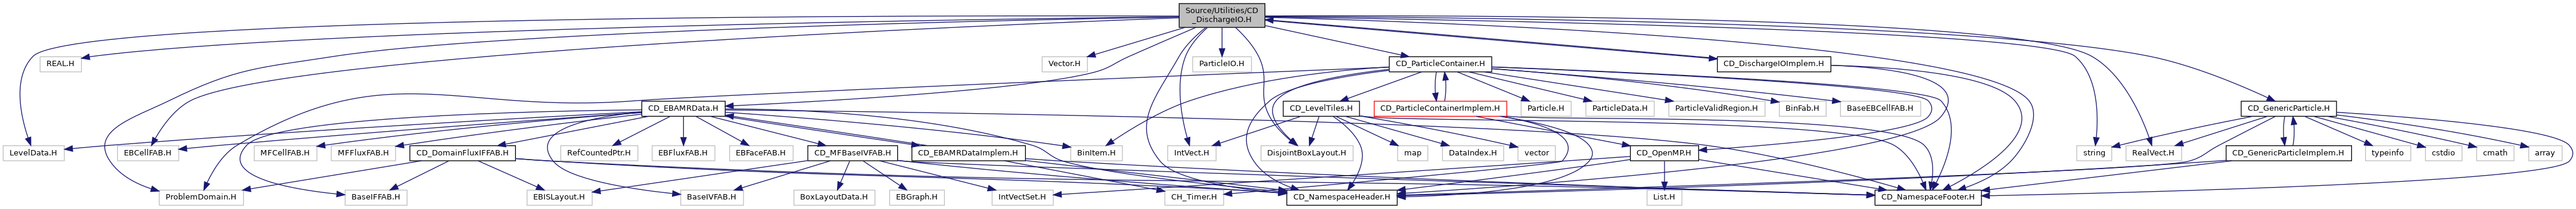 Source/Utilities/CD
_DischargeIO.H
REAL.H
Vector.H
ParticleIO.H
CD_ParticleContainer.H
CD_DischargeIOImplem.H
CD_EBAMRData.H
CD_LevelTiles.H
CD_ParticleContainerImplem.H
Particle.H
ParticleData.H
ParticleValidRegion.H
BinFab.H
BaseEBCellFAB.H
CD_GenericParticle.H
LevelData.H
EBCellFAB.H
MFCellFAB.H
MFFluxFAB.H
CD_DomainFluxIFFAB.H
RefCountedPtr.H
EBFluxFAB.H
EBFaceFAB.H
CD_MFBaseIVFAB.H
CD_EBAMRDataImplem.H
BinItem.H
IntVect.H
DisjointBoxLayout.H
map
DataIndex.H
vector
CD_OpenMP.H
string
RealVect.H
CD_GenericParticleImplem.H
typeinfo
cstdio
cmath
array
ProblemDomain.H
BaseIFFAB.H
EBISLayout.H
BaseIVFAB.H
BoxLayoutData.H
EBGraph.H
IntVectSet.H
CH_Timer.H
CD_NamespaceHeader.H
List.H
CD_NamespaceFooter.H